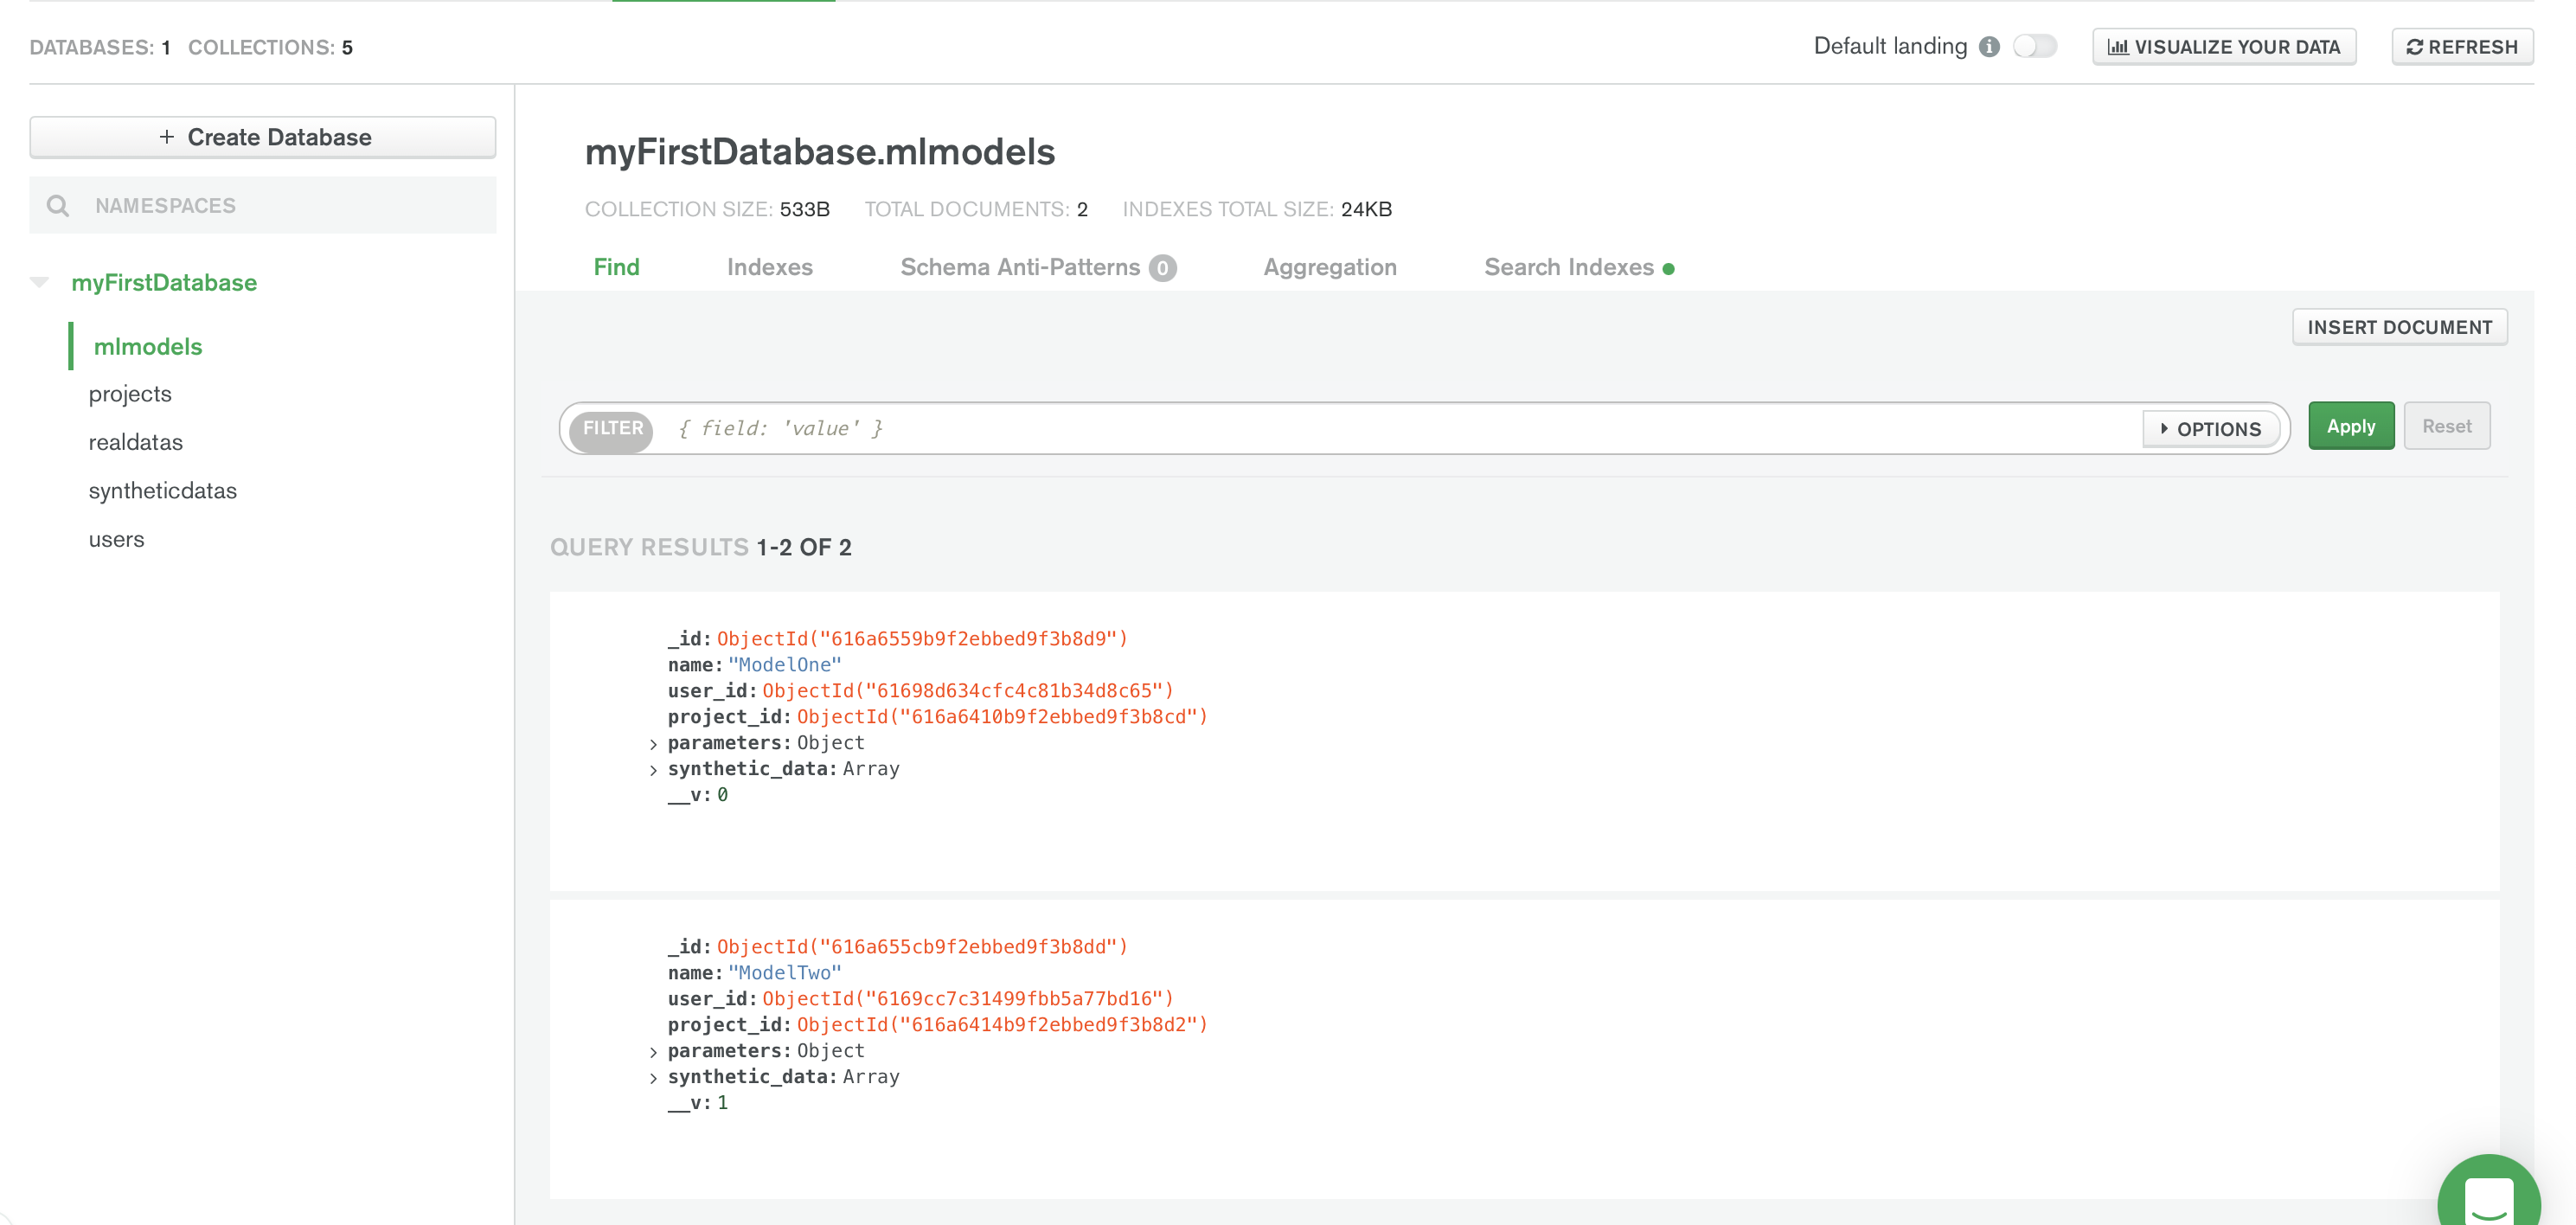 DATABASES: 1 COLLECTIONS: 5
Default landing
VISUALIZE YOUR DATA
REFRESH
+ Create Database
NAMESPACES
myFirstDatabase
mlmodels
projects
realdatas
syntheticdatas
users
myFirstDatabase.mlmodels
COLLECTION SIZE: 533B TOTAL DOCUMENTS: 2 INDEXES TOTAL SIZE: 24KB
Find Indexes Schema Anti-Patterns 0 Aggregation Search Indexes
INSERT DOCUMENT
FILTER { field: 'value' } OPTIONS Apply Reset
QUERY RESULTS 1-2 OF 2
_id: ObjectId("616a6559b9f2ebbed9f3b8d9")
name: "ModelOne"
user_id: ObjectId("61698d634cfc4c81b34d8c65")
project_id: ObjectId("616a6410b9f2ebbed9f3b8cd")
> parameters: Object
> synthetic_data: Array
__v: 0
_id: ObjectId("616a655cb9f2ebbed9f3b8dd")
name: "ModelTwo"
user_id: ObjectId("6169cc7c31499fbb5a77bd16")
project_id: ObjectId("616a6414b9f2ebbed9f3b8d2")
> parameters: Object
> synthetic_data: Array
__v: 1